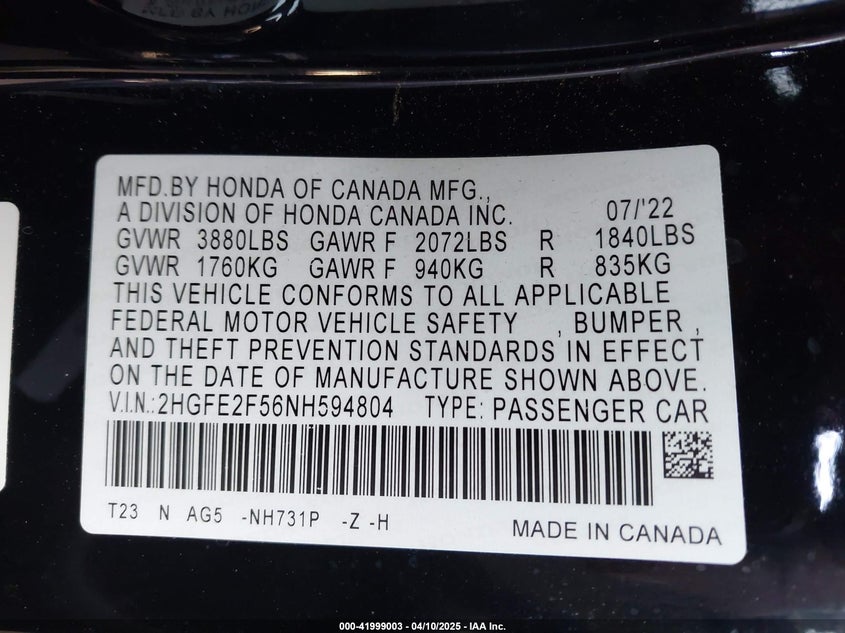 MFD.BY HONDA OF CANADA MFG.,
A DIVISION OF HONDA CANADA INC. 07/'22
GVWR 3880LBS GAWR F 2072LBS R 1840LBS
GVWR 1760KG GAWR F 940KG R 835KG
THIS VEHICLE CONFORMS TO ALL APPLICABLE
FEDERAL MOTOR VEHICLE SAFETY , BUMPER ,
AND THEFT PREVENTION STANDARDS IN EFFECT
ON THE DATE OF MANUFACTURE SHOWN ABOVE.
V.I.N.:2HGFE2F56NH594804 TYPE: PASSENGER CAR
T23 N AG5 -NH731P -Z -H MADE IN CANADA
000-41999003 - 04/10/2025 - IAA Inc.